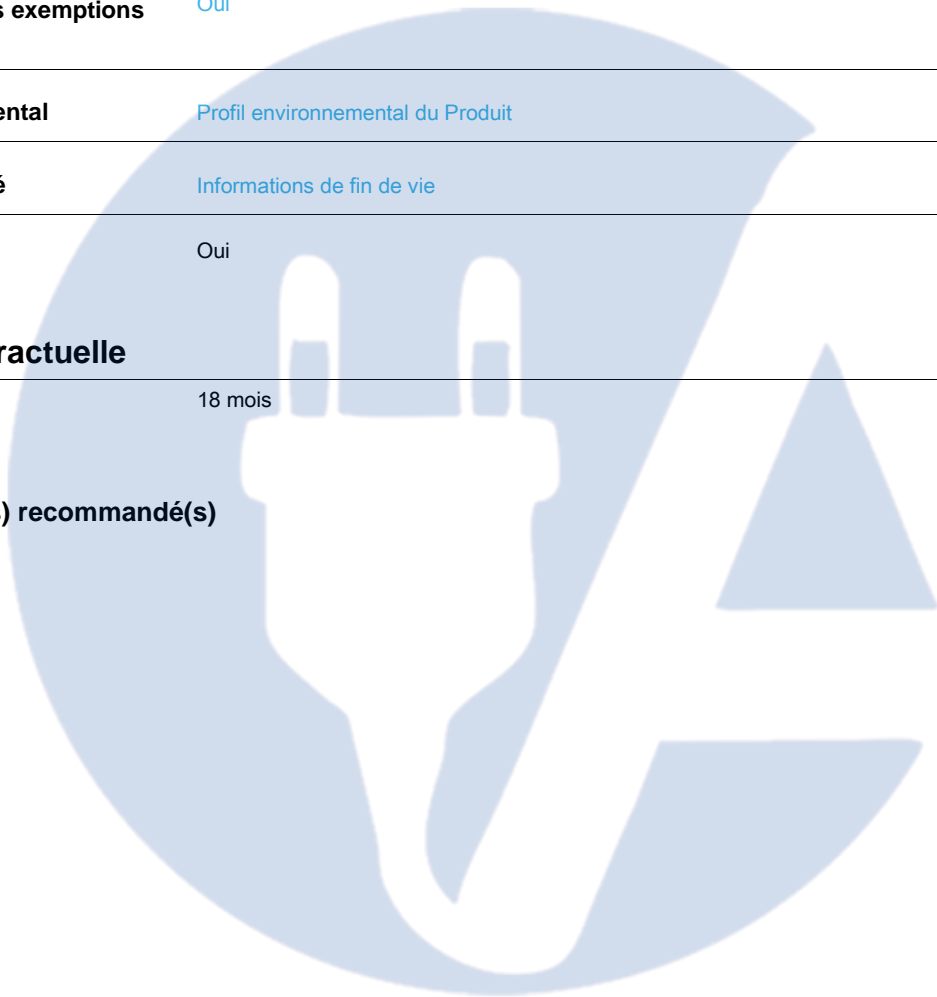 s exemptions Oui
ental Profil environnemental du Produit
é Informations de fin de vie
Oui
ractuelle
18 mois
) recommandé(s)